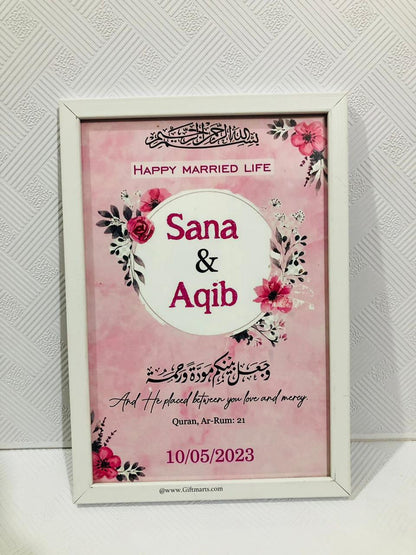 بسم الله الرحمن الرحيم
HAPPY MARRIED LIFE
Sana
&
Aqib
وجعل بينكم مودة ورحمة
And He placed between you love and mercy.
Quran, Ar-Rum: 21
10/05/2023
@www.Giftmarts.com